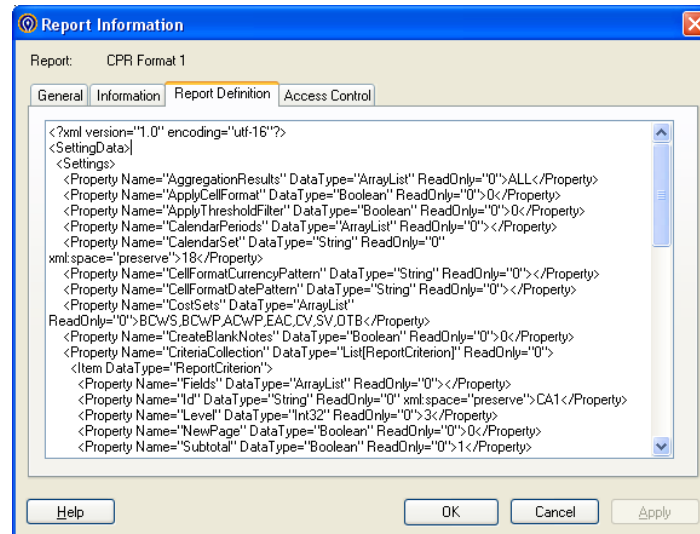 Report Information
Report: CPR Format 1
General Information Report Definition Access Control
<?xml version="1.0" encoding="utf-16"?>
<SettingData>
<Settings>
<Property Name="AggregationResults" DataType="ArrayList" ReadOnly="0">ALL</Property>
<Property Name="ApplyCellFormat" DataType="Boolean" ReadOnly="0">0</Property>
<Property Name="ApplyThresholdFilter" DataType="Boolean" ReadOnly="0">0</Property>
<Property Name="CalendarPeriods" DataType="ArrayList" ReadOnly="0"></Property>
<Property Name="CalendarSet" DataType="String" ReadOnly="0"
xml:space="preserve">18</Property>
<Property Name="CellFormatCurrencyPattern" DataType="String" ReadOnly="0"></Property>
<Property Name="CellFormatDatePattern" DataType="String" ReadOnly="0"></Property>
<Property Name="CostSets" DataType="ArrayList"
ReadOnly="0">BCWS,BCWP,ACWP,EAC,CV,SV,OTB</Property>
<Property Name="CreateBlankNotes" DataType="Boolean" ReadOnly="0">0</Property>
<Property Name="CriteriaCollection" DataType="List[ReportCriterion]" ReadOnly="0">
<Item DataType="ReportCriterion">
<Property Name="Fields" DataType="ArrayList" ReadOnly="0"></Property>
<Property Name="Id" DataType="String" ReadOnly="0" xml:space="preserve">CA1</Property>
<Property Name="Level" DataType="Int32" ReadOnly="0">3</Property>
<Property Name="NewPage" DataType="Boolean" ReadOnly="0">0</Property>
<Property Name="Subtotal" DataType="Boolean" ReadOnly="0">1</Property>
Help OK Cancel Apply